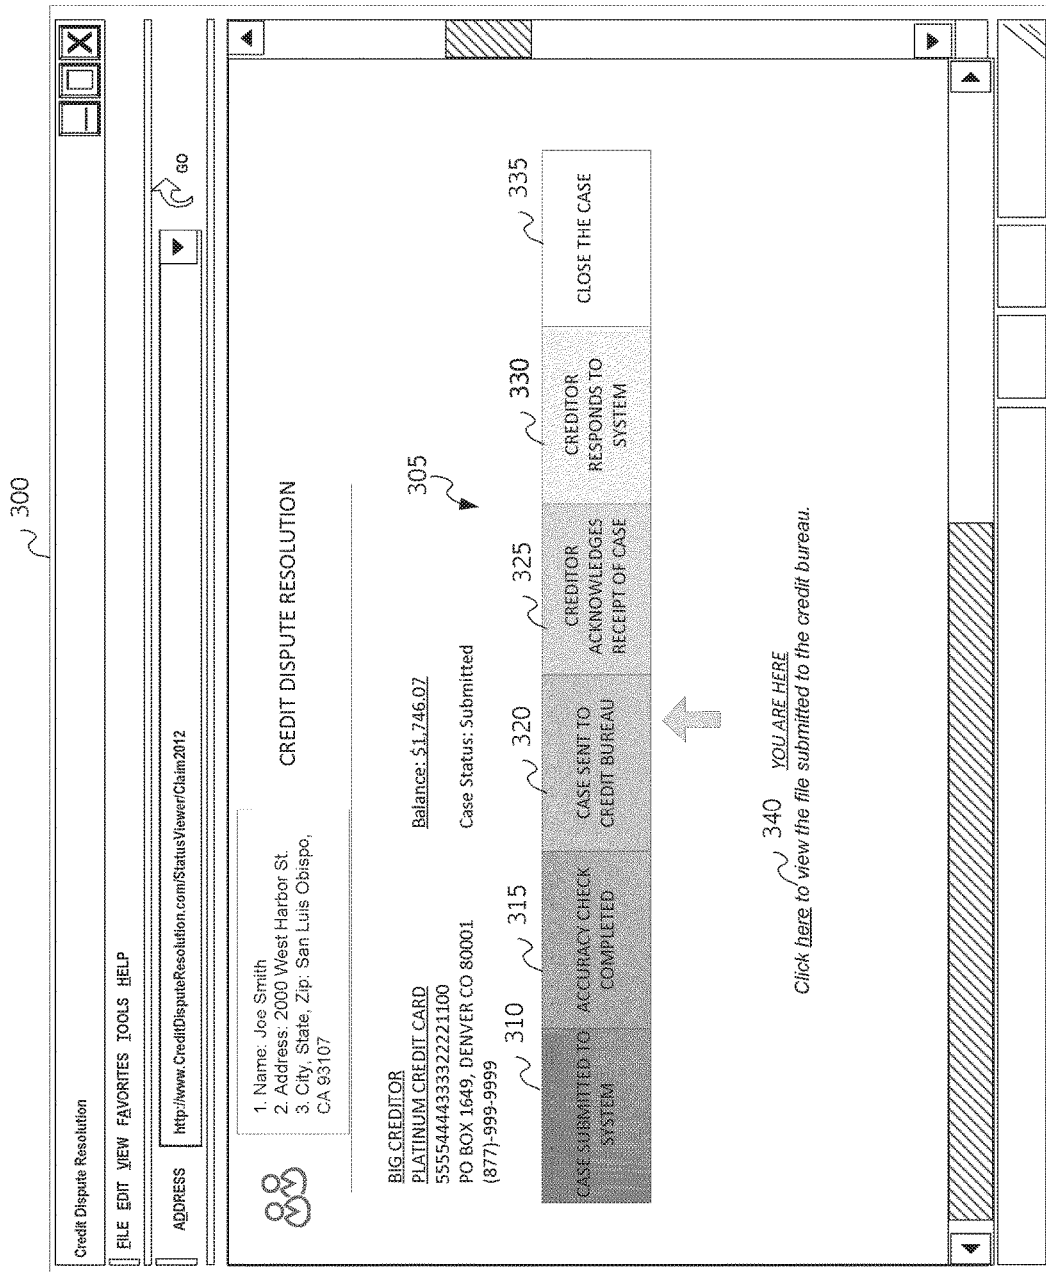 300
Credit Dispute Resolution
FILE EDIT VIEW FAVORITES TOOLS HELP
ADDRESS http://www.CreditDisputeResolution.com/StatusViewer/Claim2012 GO
1. Name: Joe Smith
2. Address: 2000 West Harbor St.
3. City, State, Zip: San Luis Obispo,
CA 93107
CREDIT DISPUTE RESOLUTION
BIG CREDITOR
PLATINUM CREDIT CARD Balance: $1,746.07
55554444333322221100
PO BOX 1649, DENVER CO 80001 Case Status: Submitted
(877)-999-9999
305
310 315 320 325 330 335
CASE SUBMITTED TO
SYSTEM
ACCURACY CHECK
COMPLETED
CASE SENT TO
CREDIT BUREAU
CREDITOR
ACKNOWLEDGES
RECEIPT OF CASE
CREDITOR
RESPONDS TO
SYSTEM
CLOSE THE CASE
340 YOU ARE HERE
Click here to view the file submitted to the credit bureau.